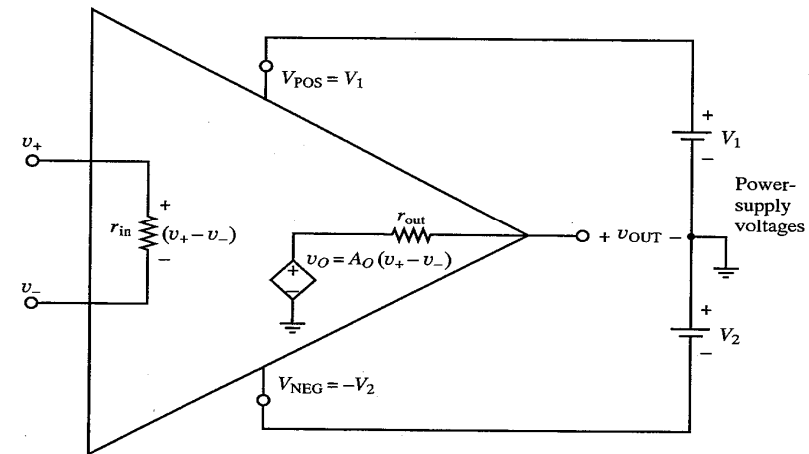 V_POS = V_1
v_+
+
V_1
−
r_in
+
(v_+ − v_−)
−
Power-
supply
voltages
r_out
+ v_OUT −
+
−
v_O = A_O (v_+ − v_−)
v_−
+
V_2
−
V_NEG = −V_2